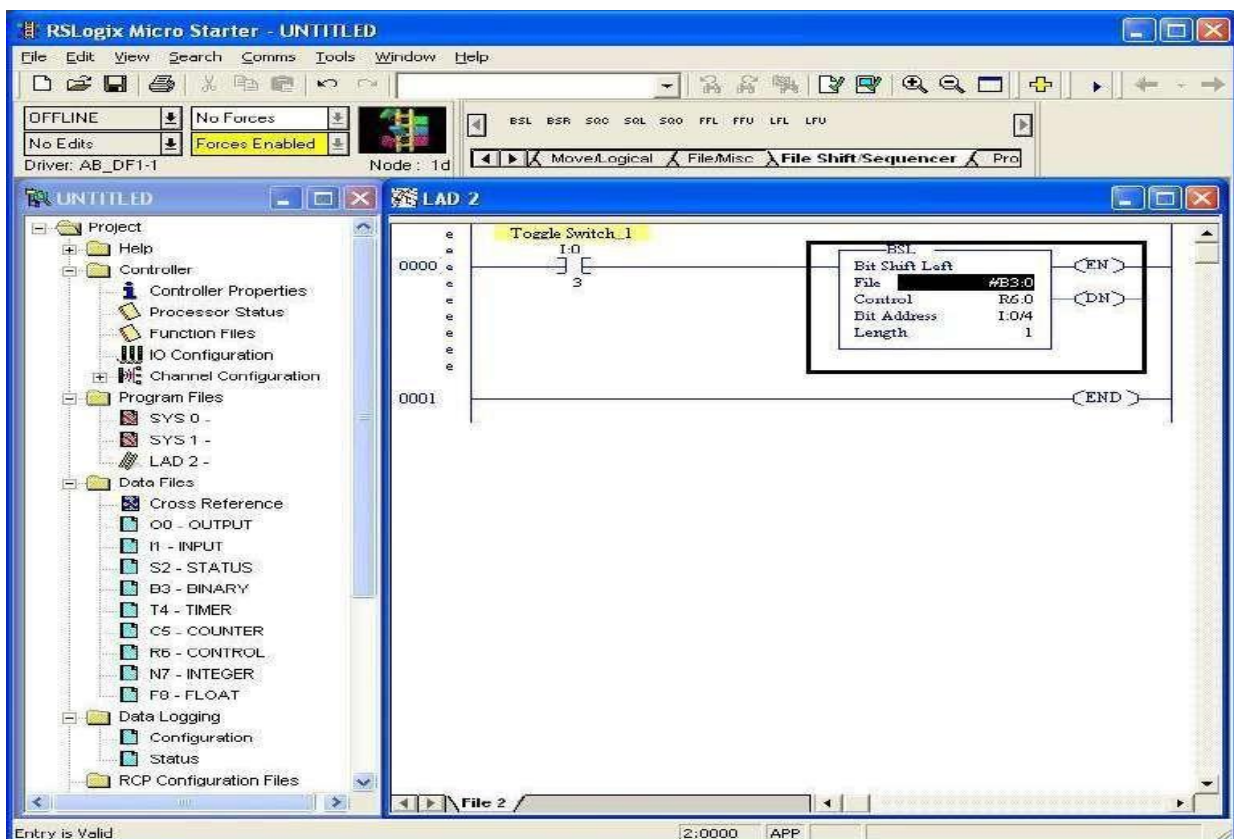 RSLogix Micro Starter - UNTITLED
File Edit View Search Comms Tools Window Help
OFFLINE No Forces
No Edits Forces Enabled
Driver: AB_DF1-1 Node : 1d
BSL BSR SQC SQL SQO FFL FFU LFL LFU
Move/Logical File/Misc File Shift/Sequencer Pro
UNTITLED
Project
Help
Controller
Controller Properties
Processor Status
Function Files
IO Configuration
Channel Configuration
Program Files
SYS 0 -
SYS 1 -
LAD 2 -
Data Files
Cross Reference
O0 - OUTPUT
I1 - INPUT
S2 - STATUS
B3 - BINARY
T4 - TIMER
C5 - COUNTER
R6 - CONTROL
N7 - INTEGER
F8 - FLOAT
Data Logging
Configuration
Status
RCP Configuration Files
LAD 2
e
e
e
e
e
e
e
e
e
Toggle Switch_1
I:0
3
0000
BSL
Bit Shift Left
File #B3:0
Control R6:0
Bit Address I:0/4
Length 1
EN
DN
0001
END
File 2
Entry is Valid 2:0000 APP